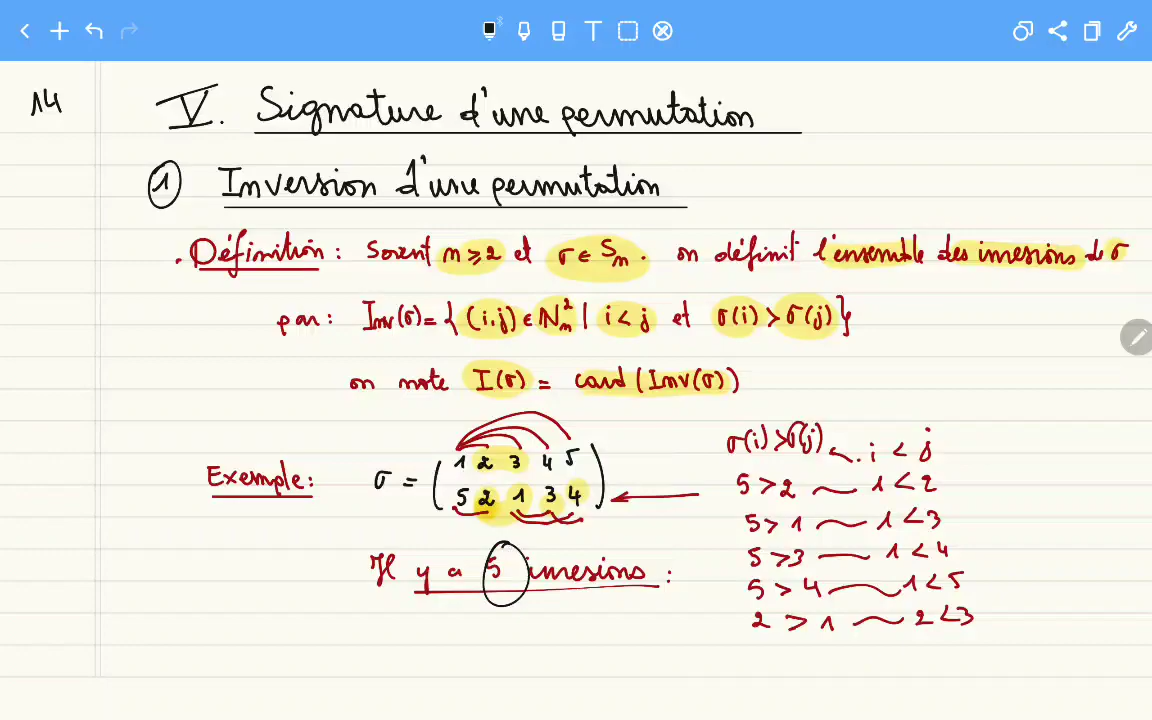 14
V. Signature d'une permutation
1 Inversion d'une permutation
. Définition : Soient n ⩾ 2 et σ ∈ Sn . on définit l'ensemble des inversions de σ
par : Inv(σ) = { (i,j) ∈ Nn² | i < j et σ(i) > σ(j) }
on note I(σ) = card(Inv(σ))
Exemple : σ = ( 1 2 3 4 5
5 2 1 3 4 )
Il y a 5 inversions :
σ(i) > σ(j) i < j
5 > 2 1 < 2
5 > 1 1 < 3
5 > 3 1 < 4
5 > 4 1 < 5
2 > 1 2 < 3